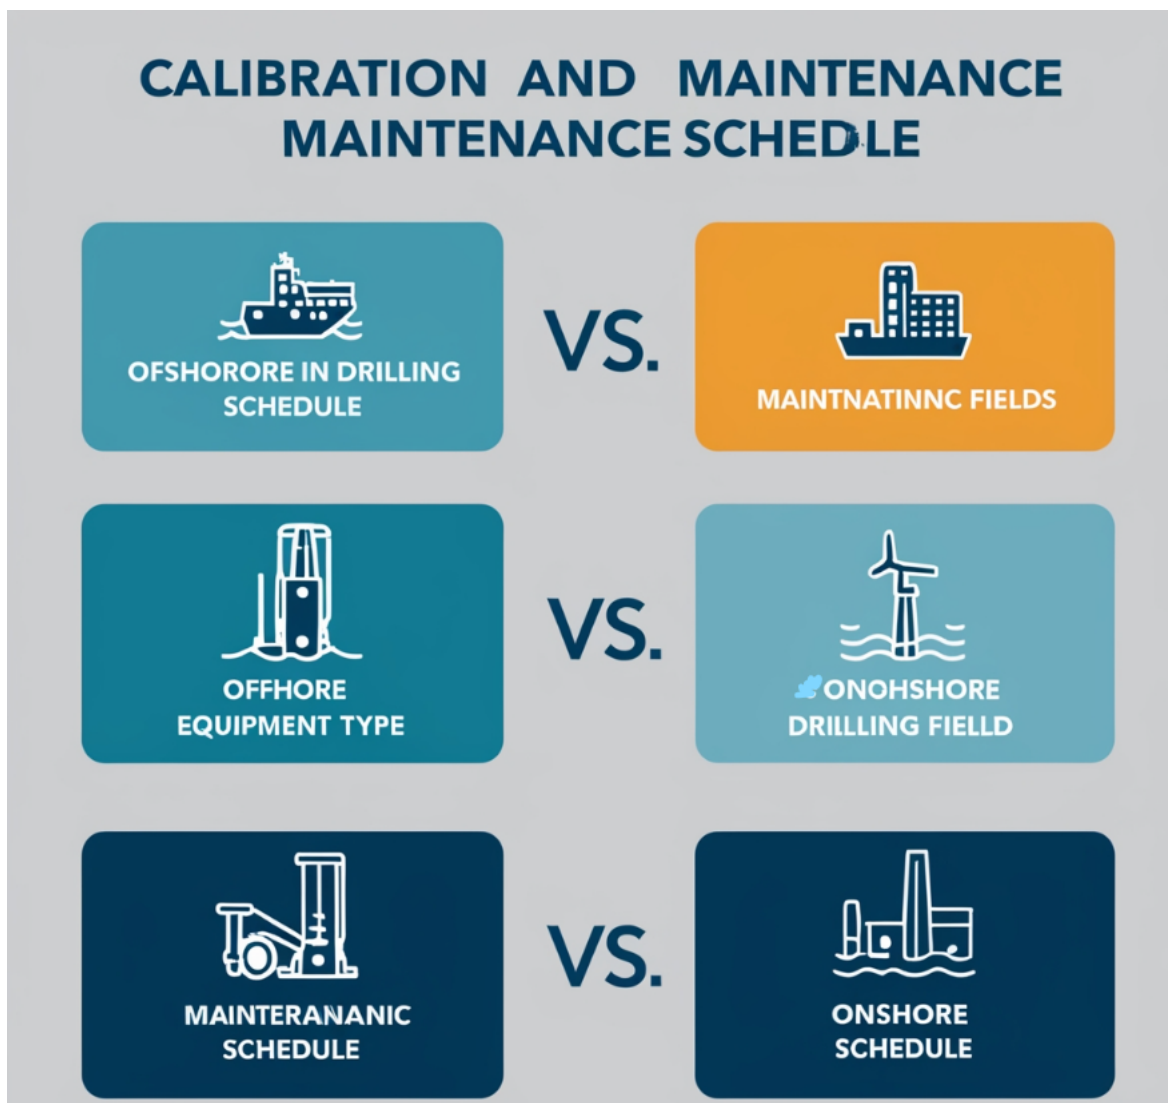 CALIBRATION AND MAINTENANCE
MAINTENANCE SCHEDLE
OFSHORORE IN DRILLING
SCHEDULE
VS.
MAINTNATINNC FIELDS
OFFHORE
EQUIPMENT TYPE
VS.
ONOHSHORE
DRILLLING FIELLD
MAINTERANANIC
SCHEDULE
VS.
ONSHORE
SCHEDULE